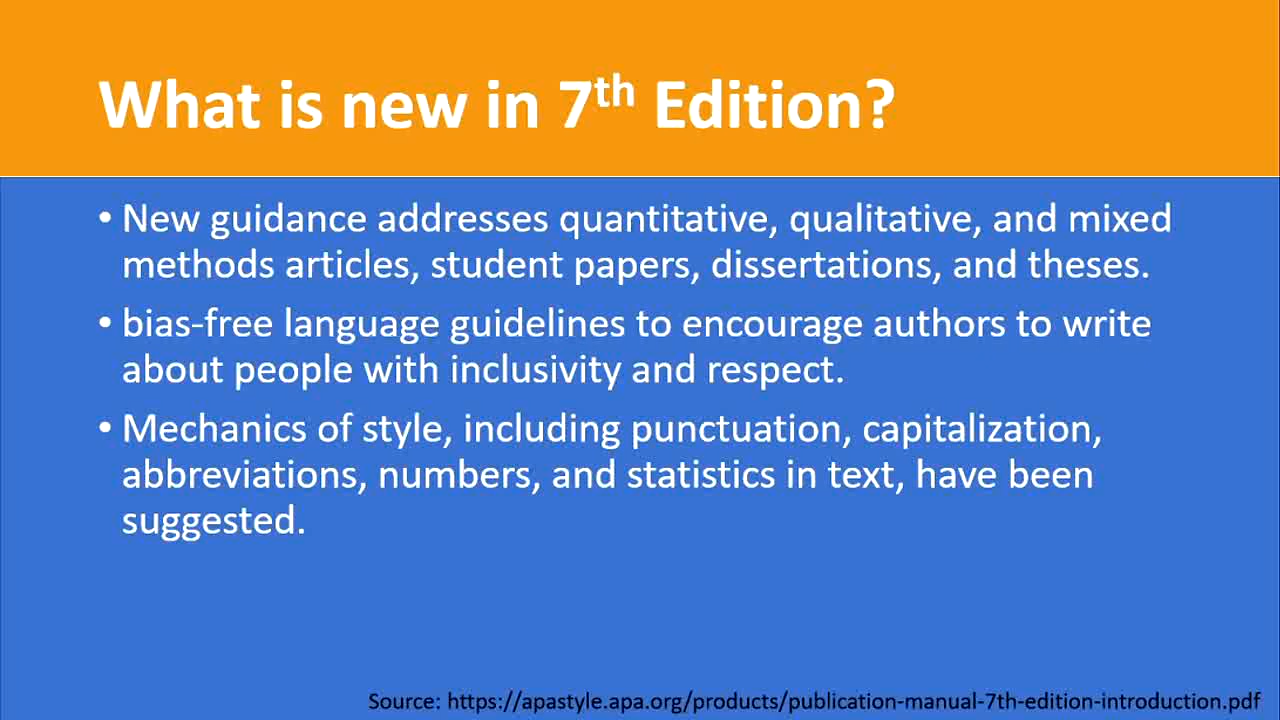 What is new in 7th Edition?
• New guidance addresses quantitative, qualitative, and mixed
methods articles, student papers, dissertations, and theses.
• bias-free language guidelines to encourage authors to write
about people with inclusivity and respect.
• Mechanics of style, including punctuation, capitalization,
abbreviations, numbers, and statistics in text, have been
suggested.
Source: https://apastyle.apa.org/products/publication-manual-7th-edition-introduction.pdf